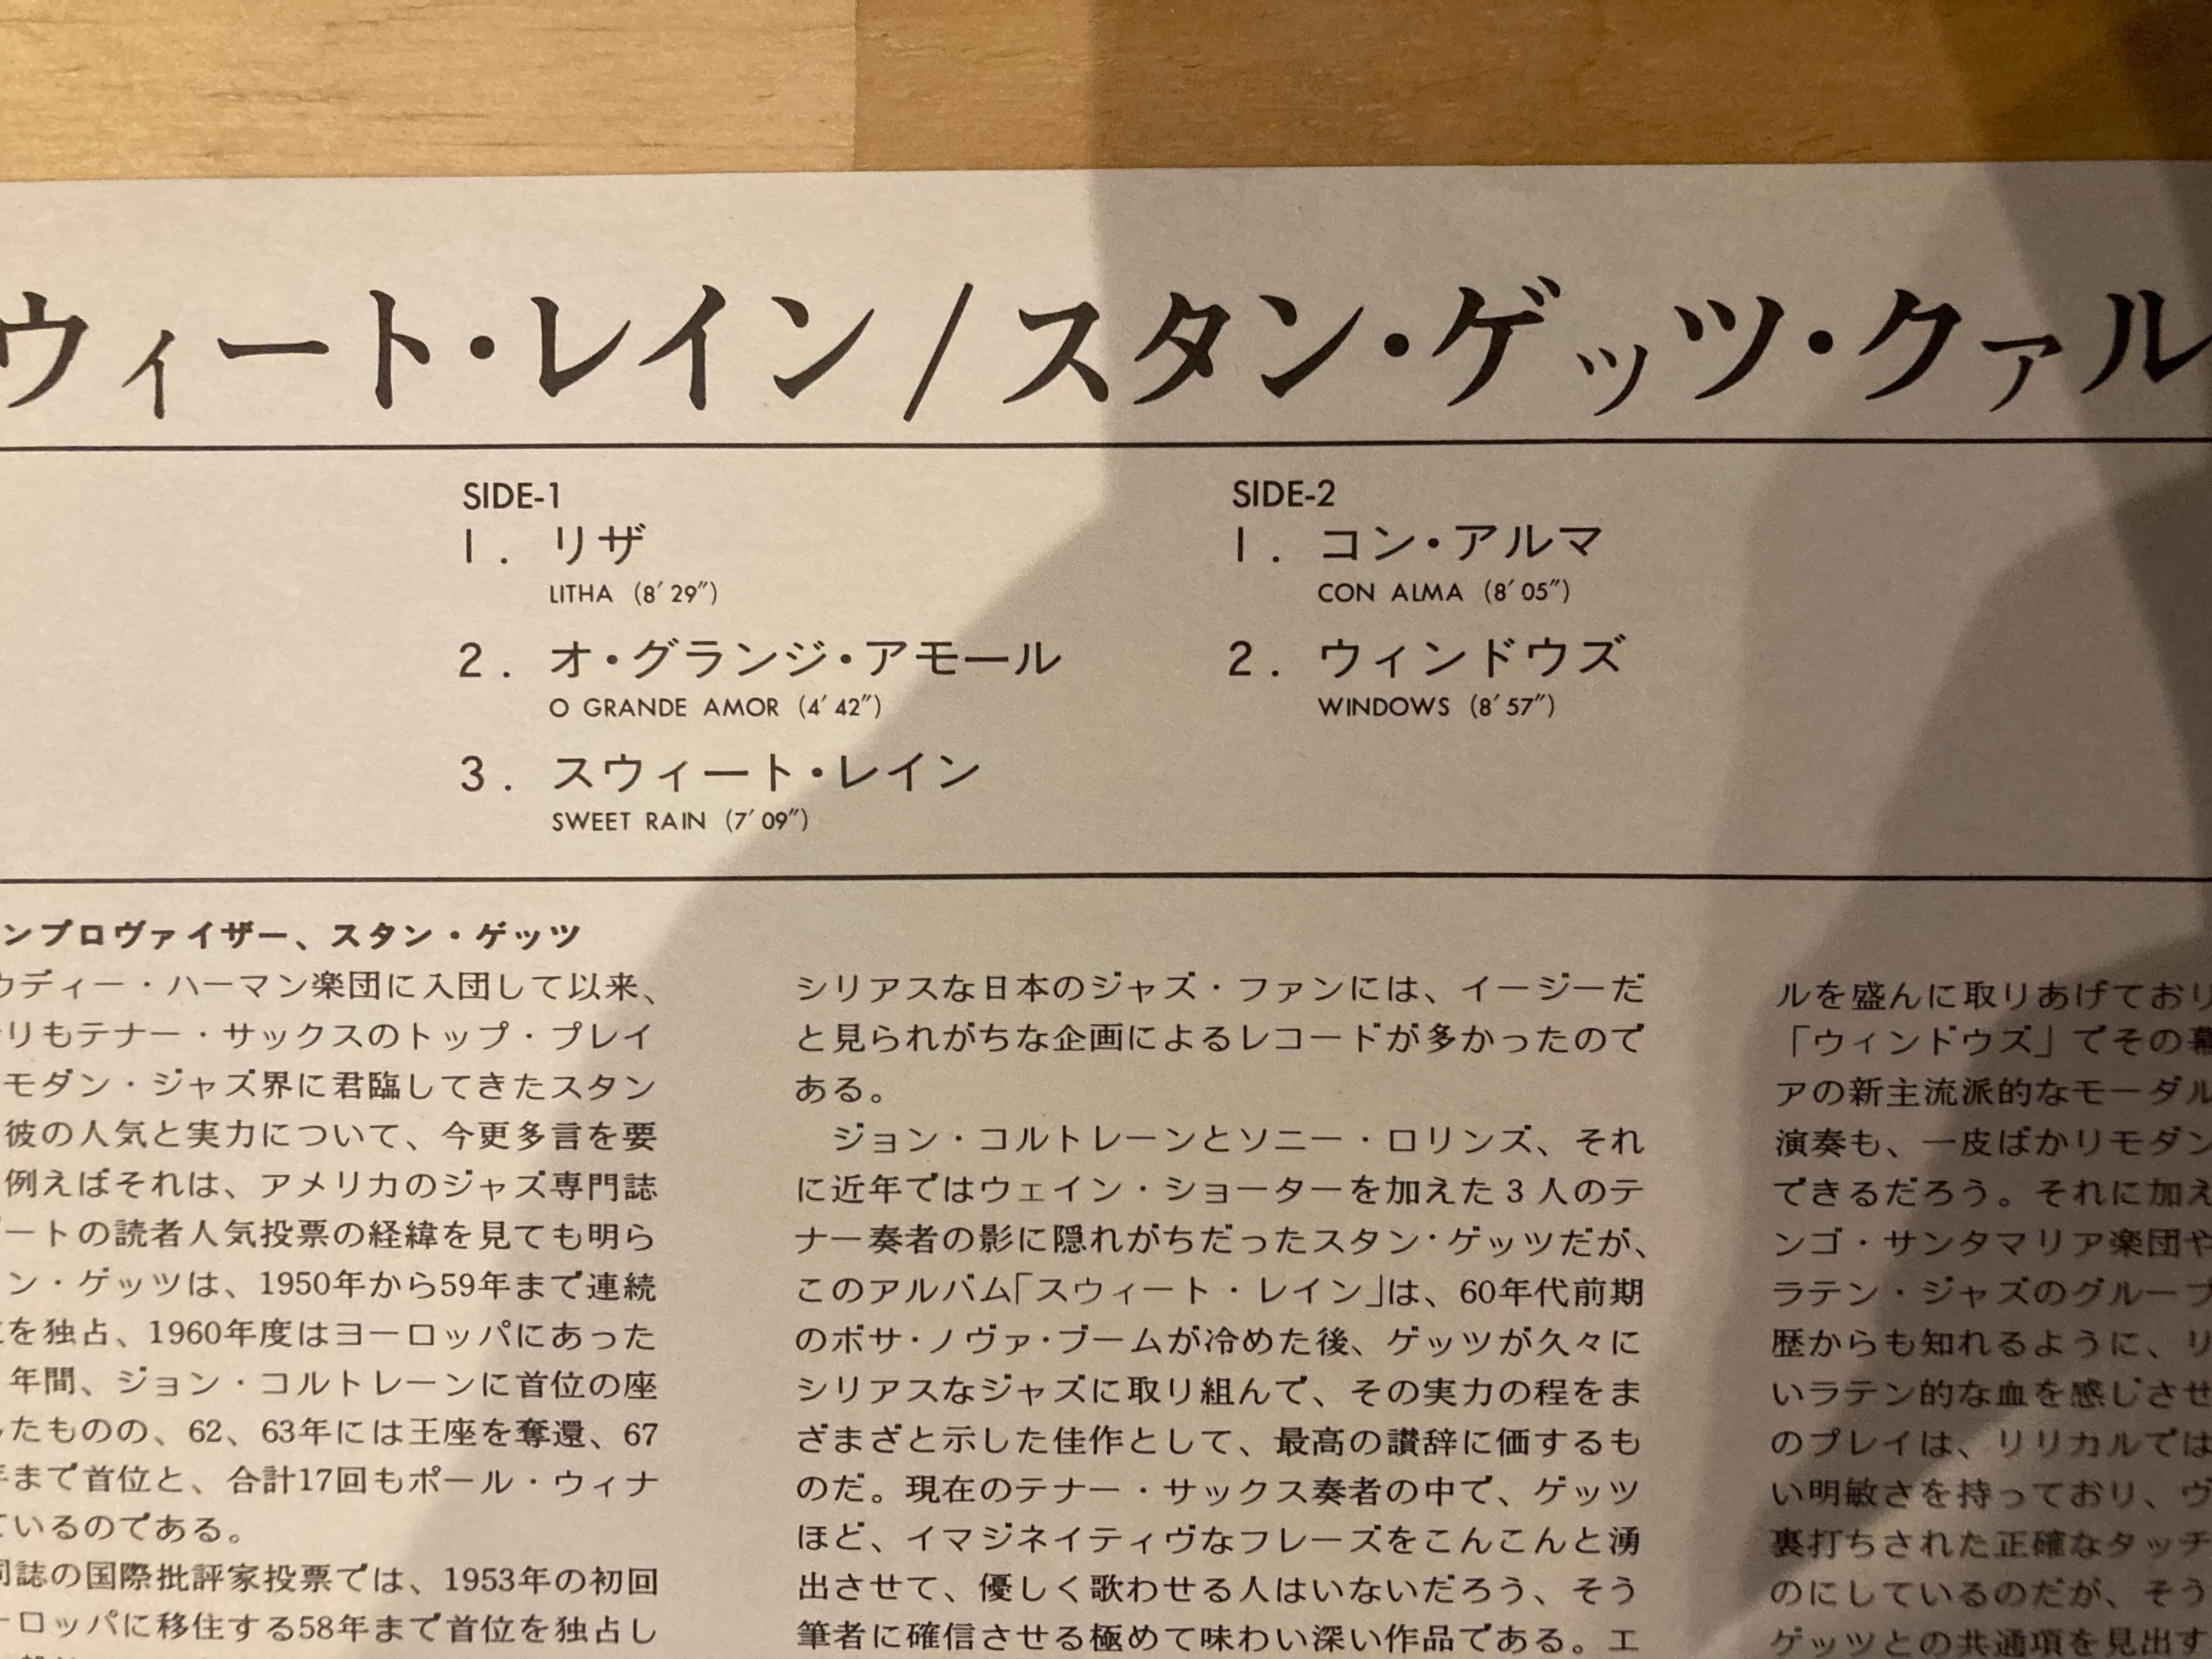 ウィート・レイン/スタン・ゲッツ・クァル
SIDE-1
1. リザ
LITHA (8′29″)
2. オ・グランジ・アモール
O GRANDE AMOR (4′42″)
3. スウィート・レイン
SWEET RAIN (7′09″)
SIDE-2
1. コン・アルマ
CON ALMA (8′05″)
2. ウィンドウズ
WINDOWS (8′57″)
ンプロヴァイザー、スタン・ゲッツ
ウディー・ハーマン楽団に入団して以来、
りもテナー・サックスのトップ・プレイ
モダン・ジャズ界に君臨してきたスタン
彼の人気と実力について、今更多言を要
例えばそれは、アメリカのジャズ専門誌
ートの読者人気投票の経緯を見ても明ら
ン・ゲッツは、1950年から59年まで連続
を独占、1960年度はヨーロッパにあった
年間、ジョン・コルトレーンに首位の座
たものの、62、63年には王座を奪還、67
年まで首位と、合計17回もポール・ウィナ
ているのである。
同誌の国際批評家投票では、1953年の初回
ーロッパに移住する58年まで首位を独占し
シリアスな日本のジャズ・ファンには、イージーだ
と見られがちな企画によるレコードが多かったので
ある。
ジョン・コルトレーンとソニー・ロリンズ、それ
に近年ではウェイン・ショーターを加えた3人のテ
ナー奏者の影に隠れがちだったスタン・ゲッツだが、
このアルバム「スウィート・レイン」は、60年代前期
のボサ・ノヴァ・ブームが冷めた後、ゲッツが久々に
シリアスなジャズに取り組んで、その実力の程をま
ざまざと示した佳作として、最高の讃辞に価するも
のだ。現在のテナー・サックス奏者の中で、ゲッツ
ほど、イマジネイティヴなフレーズをこんこんと湧
出させて、優しく歌わせる人はいないだろう、そう
筆者に確信させる極めて味わい深い作品である。エ
ルを盛んに取りあげており
「ウィンドウズ」でその幕
アの新主流派的なモーダル
演奏も、一皮ばかりモダン
できるだろう。それに加え
ンゴ・サンタマリア楽団や
ラテン・ジャズのグループ
歴からも知れるように、リ
いラテン的な血を感じさせ
のプレイは、リリカルでは
い明敏さを持っており、ヴ
裏打ちされた正確なタッチ
のにしているのだが、そう
ゲッツとの共通項を見出す